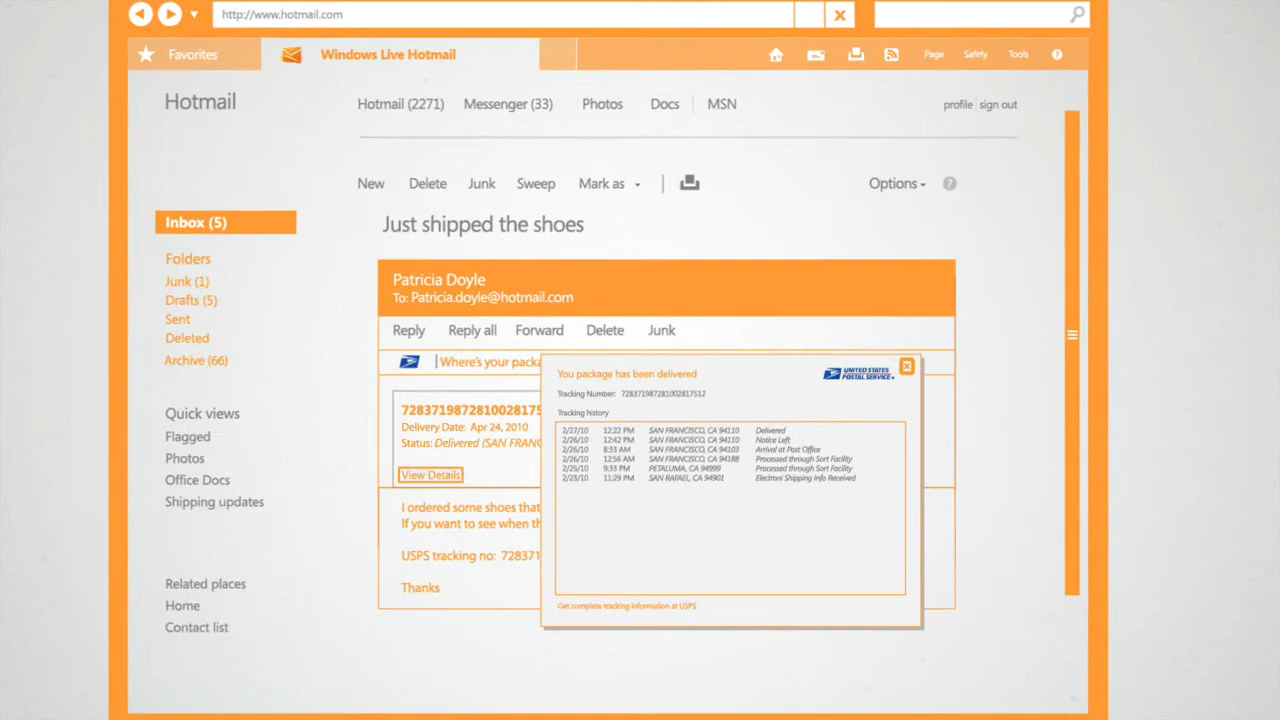 http://www.hotmail.com
Favorites
Windows Live Hotmail
Page Safety Tools ?
Hotmail
Hotmail (2271) Messenger (33) Photos Docs MSN
profile sign out
New Delete Junk Sweep Mark as
Options ?
Inbox (5)
Folders
Junk (1)
Drafts (5)
Sent
Deleted
Archive (66)
Quick views
Flagged
Photos
Office Docs
Shipping updates
Related places
Home
Contact list
Just shipped the shoes
Patricia Doyle
To: Patricia.doyle@hotmail.com
Reply Reply all Forward Delete Junk
Where's your packa
7283719872810028175
Delivery Date: Apr 24, 2010
Status: Delivered (SAN FRANC
View Details
I ordered some shoes that
If you want to see when th
USPS tracking no: 728371
Thanks
You package has been delivered
UNITED STATES
POSTAL SERVICE
Tracking Number: 728371987281002817512
Tracking history
2/27/10 12:22 PM SAN FRANCISCO, CA 94110 Delivered
2/26/10 12:42 PM SAN FRANCISCO, CA 94110 Notice Left
2/26/10 8:33 AM SAN FRANCISCO, CA 94103 Arrival at Post Office
2/26/10 12:56 AM SAN FRANCISCO, CA 94188 Processed through Sort Facility
2/25/10 9:33 PM PETALUMA, CA 94999 Processed through Sort Facility
2/23/10 11:29 PM SAN RAFAEL, CA 94901 Electroni Shipping Info Received
Get complete tracking information at USPS